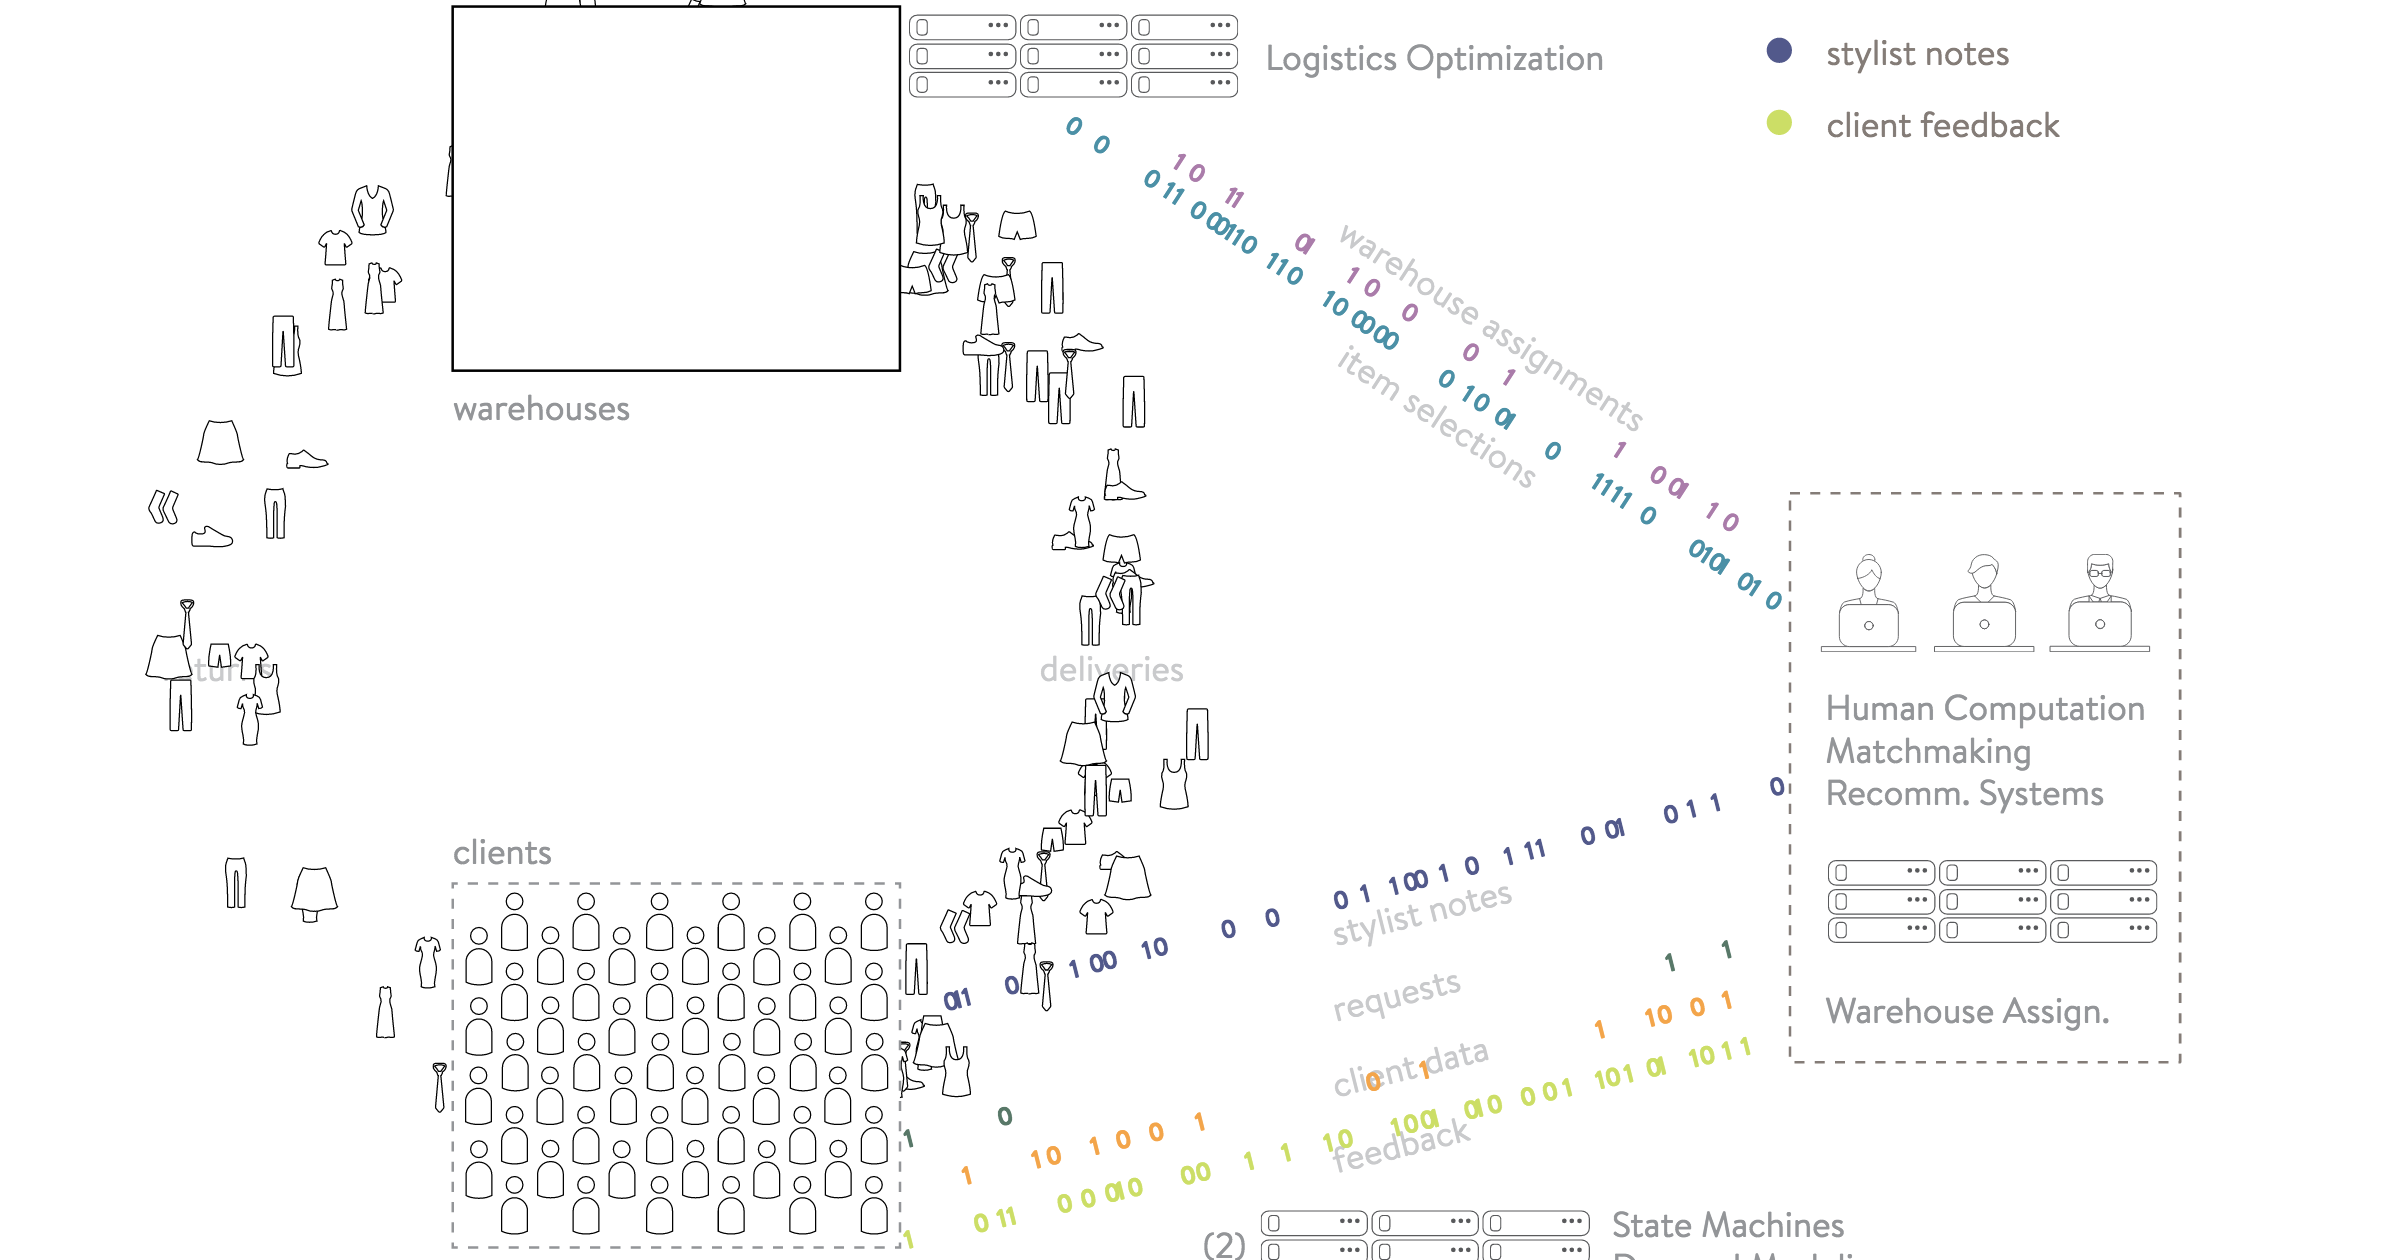 Logistics Optimization
stylist notes
client feedback
warehouse assignments
item selections
warehouses
deliveries
Human Computation
Matchmaking
Recomm. Systems
Warehouse Assign.
clients
stylist notes
requests
client data
feedback
(2)
State Machines